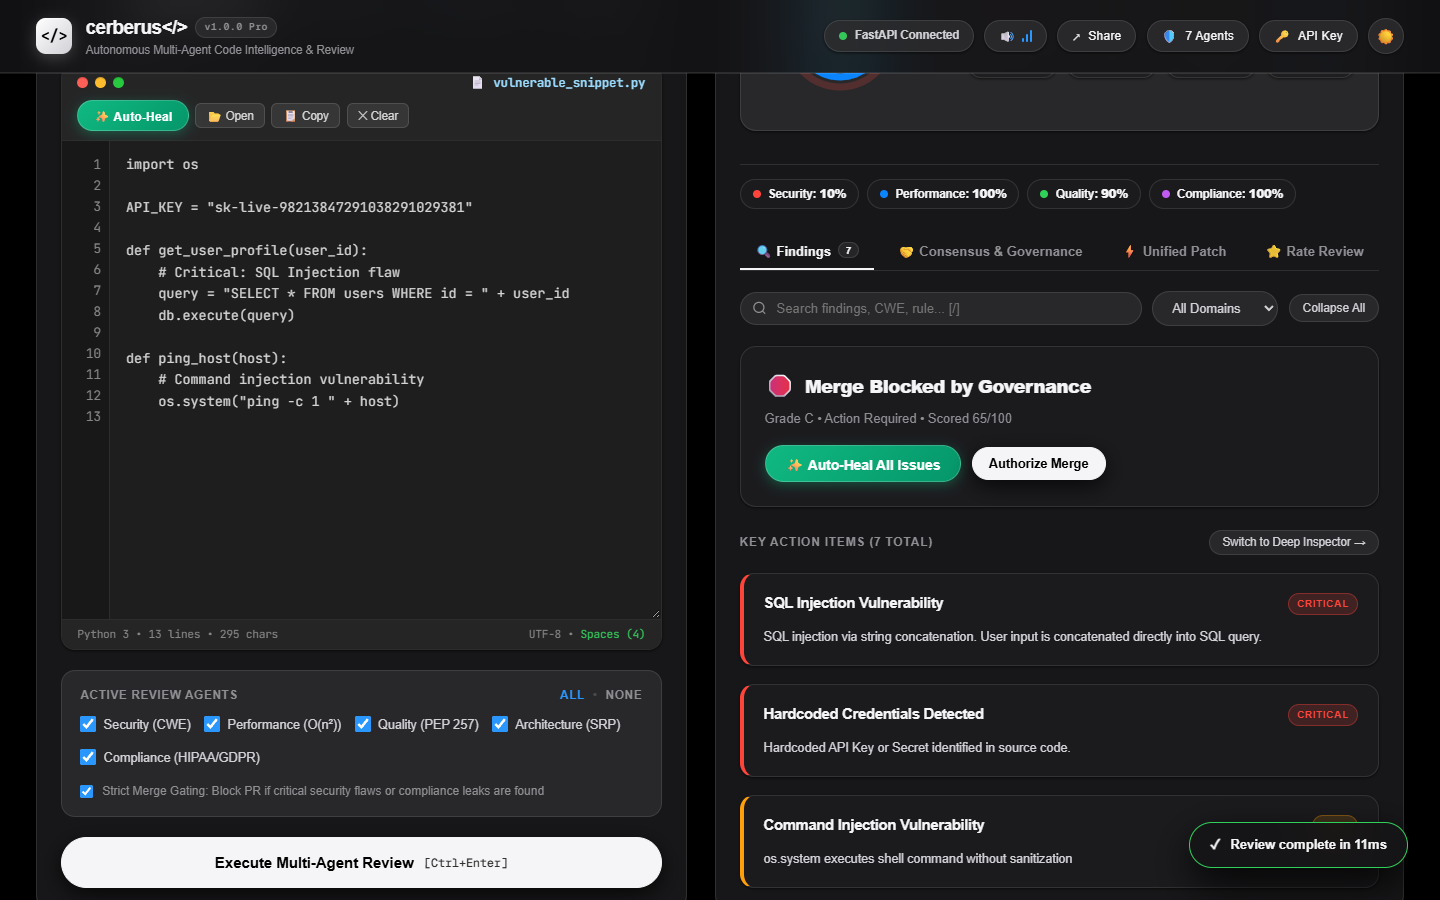 </> cerberus</> v1.0.0 Pro
Autonomous Multi-Agent Code Intelligence & Review
FastAPI Connected
↗ Share
7 Agents
API Key
vulnerable_snippet.py
Auto-Heal
Open
Copy
✕ Clear
1 import os
2
3 API_KEY = "sk-live-98213847291038291029381"
4
5 def get_user_profile(user_id):
6 # Critical: SQL Injection flaw
7 query = "SELECT * FROM users WHERE id = " + user_id
8 db.execute(query)
9
10 def ping_host(host):
11 # Command injection vulnerability
12 os.system("ping -c 1 " + host)
13
Python 3 • 13 lines • 295 chars
UTF-8 • Spaces (4)
ACTIVE REVIEW AGENTS
ALL • NONE
Security (CWE)
Performance (O(n²))
Quality (PEP 257)
Architecture (SRP)
Compliance (HIPAA/GDPR)
Strict Merge Gating: Block PR if critical security flaws or compliance leaks are found
Execute Multi-Agent Review [Ctrl+Enter]
Security: 10%
Performance: 100%
Quality: 90%
Compliance: 100%
Findings 7
Consensus & Governance
Unified Patch
Rate Review
Search findings, CWE, rule... [/]
All Domains
Collapse All
Merge Blocked by Governance
Grade C • Action Required • Scored 65/100
Auto-Heal All Issues
Authorize Merge
KEY ACTION ITEMS (7 TOTAL)
Switch to Deep Inspector →
SQL Injection Vulnerability
CRITICAL
SQL injection via string concatenation. User input is concatenated directly into SQL query.
Hardcoded Credentials Detected
CRITICAL
Hardcoded API Key or Secret identified in source code.
Command Injection Vulnerability
os.system executes shell command without sanitization
✓ Review complete in 11ms